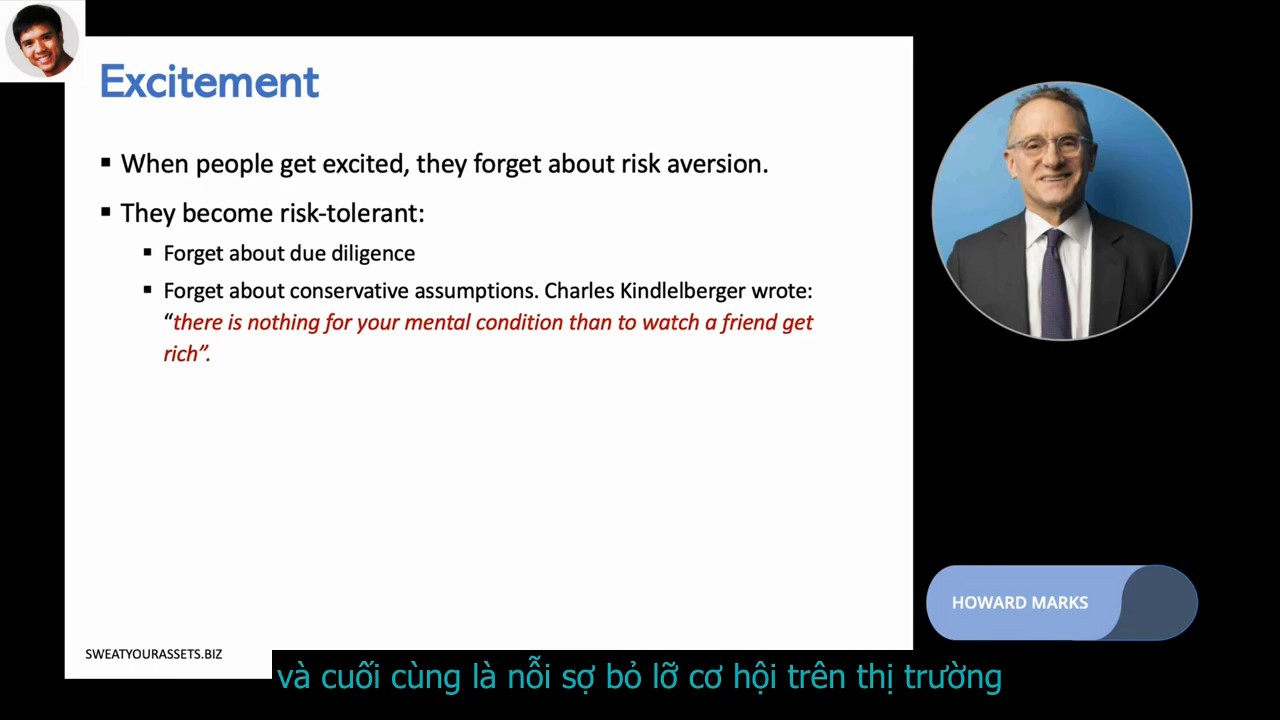 Excitement
▪ When people get excited, they forget about risk aversion.
▪ They become risk-tolerant:
▪ Forget about due diligence
▪ Forget about conservative assumptions. Charles Kindlelberger wrote:
“there is nothing for your mental condition than to watch a friend get
rich”.
HOWARD MARKS
SWEATYOURASSETS.BIZ
và cuối cùng là nỗi sợ bỏ lỡ cơ hội trên thị trường